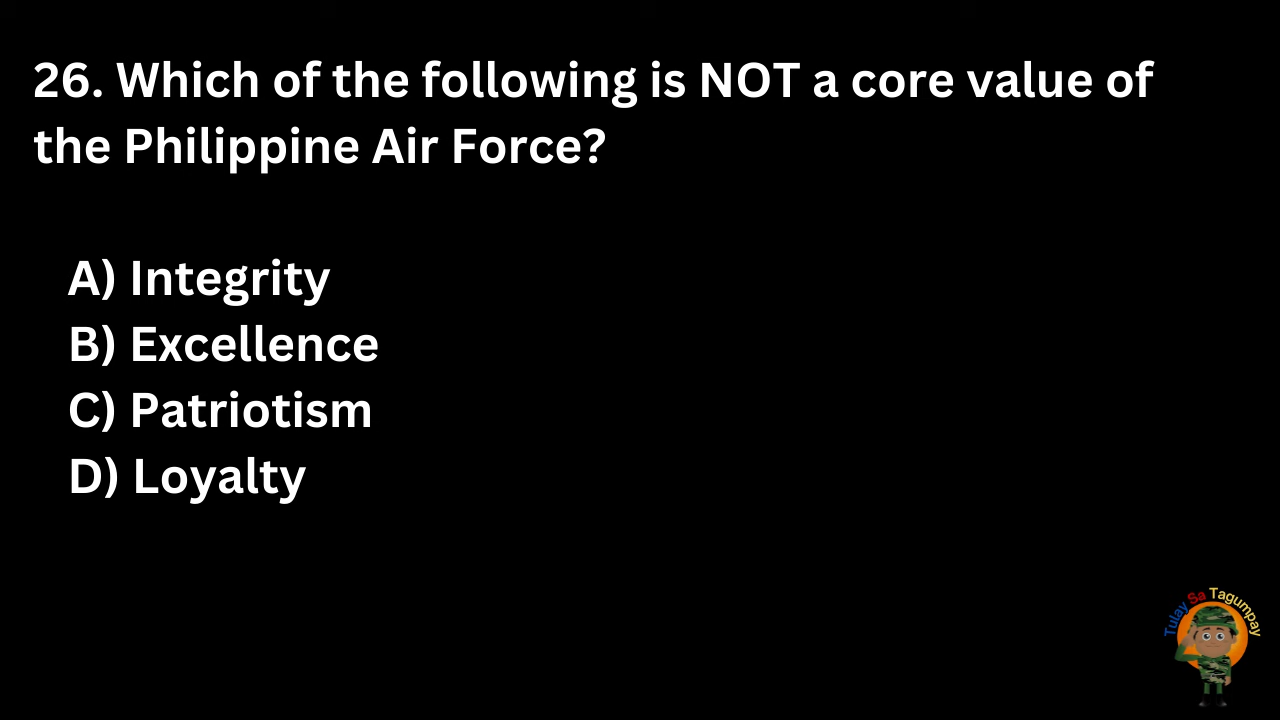 26. Which of the following is NOT a core value of
the Philippine Air Force?
A) Integrity
B) Excellence
C) Patriotism
D) Loyalty
Tulay Sa Tagumpay